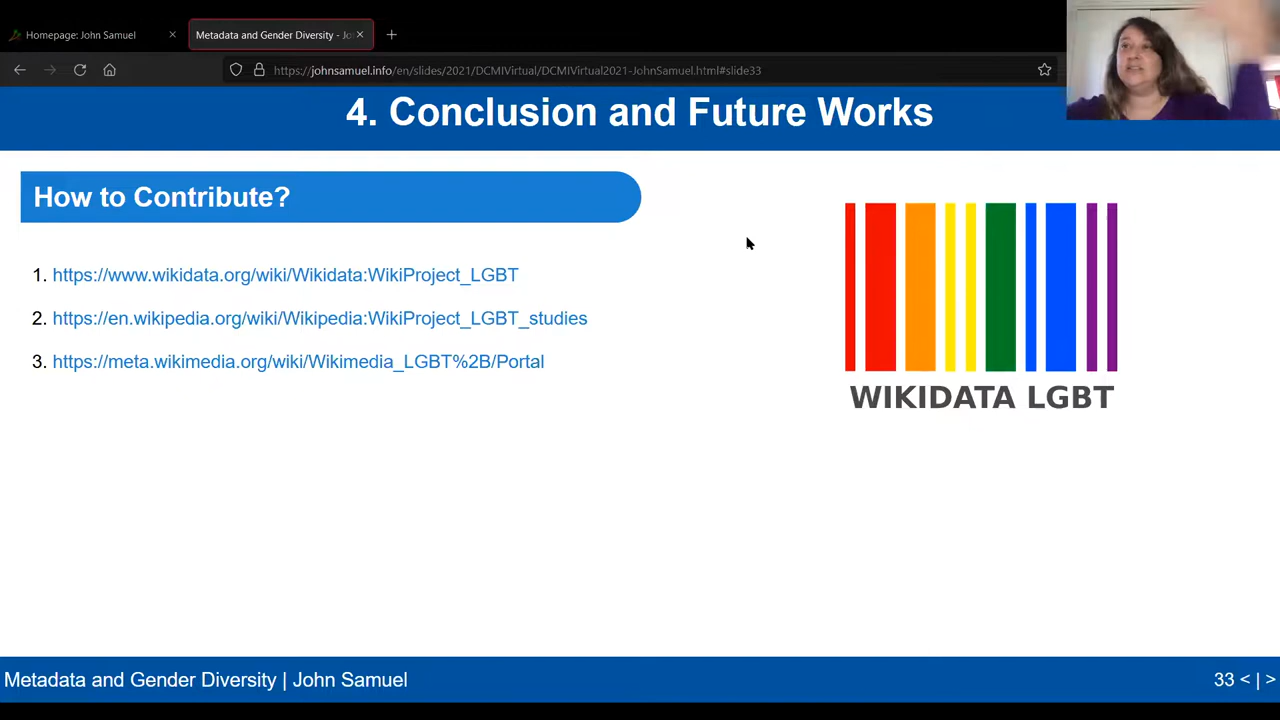 Homepage: John Samuel
Metadata and Gender Diversity - Jo
https://johnsamuel.info/en/slides/2021/DCMIVirtual/DCMIVirtual2021-JohnSamuel.html#slide33
4. Conclusion and Future Works
How to Contribute?
1. https://www.wikidata.org/wiki/Wikidata:WikiProject_LGBT
2. https://en.wikipedia.org/wiki/Wikipedia:WikiProject_LGBT_studies
3. https://meta.wikimedia.org/wiki/Wikimedia_LGBT%2B/Portal
WIKIDATA LGBT
Metadata and Gender Diversity | John Samuel
33 < | >